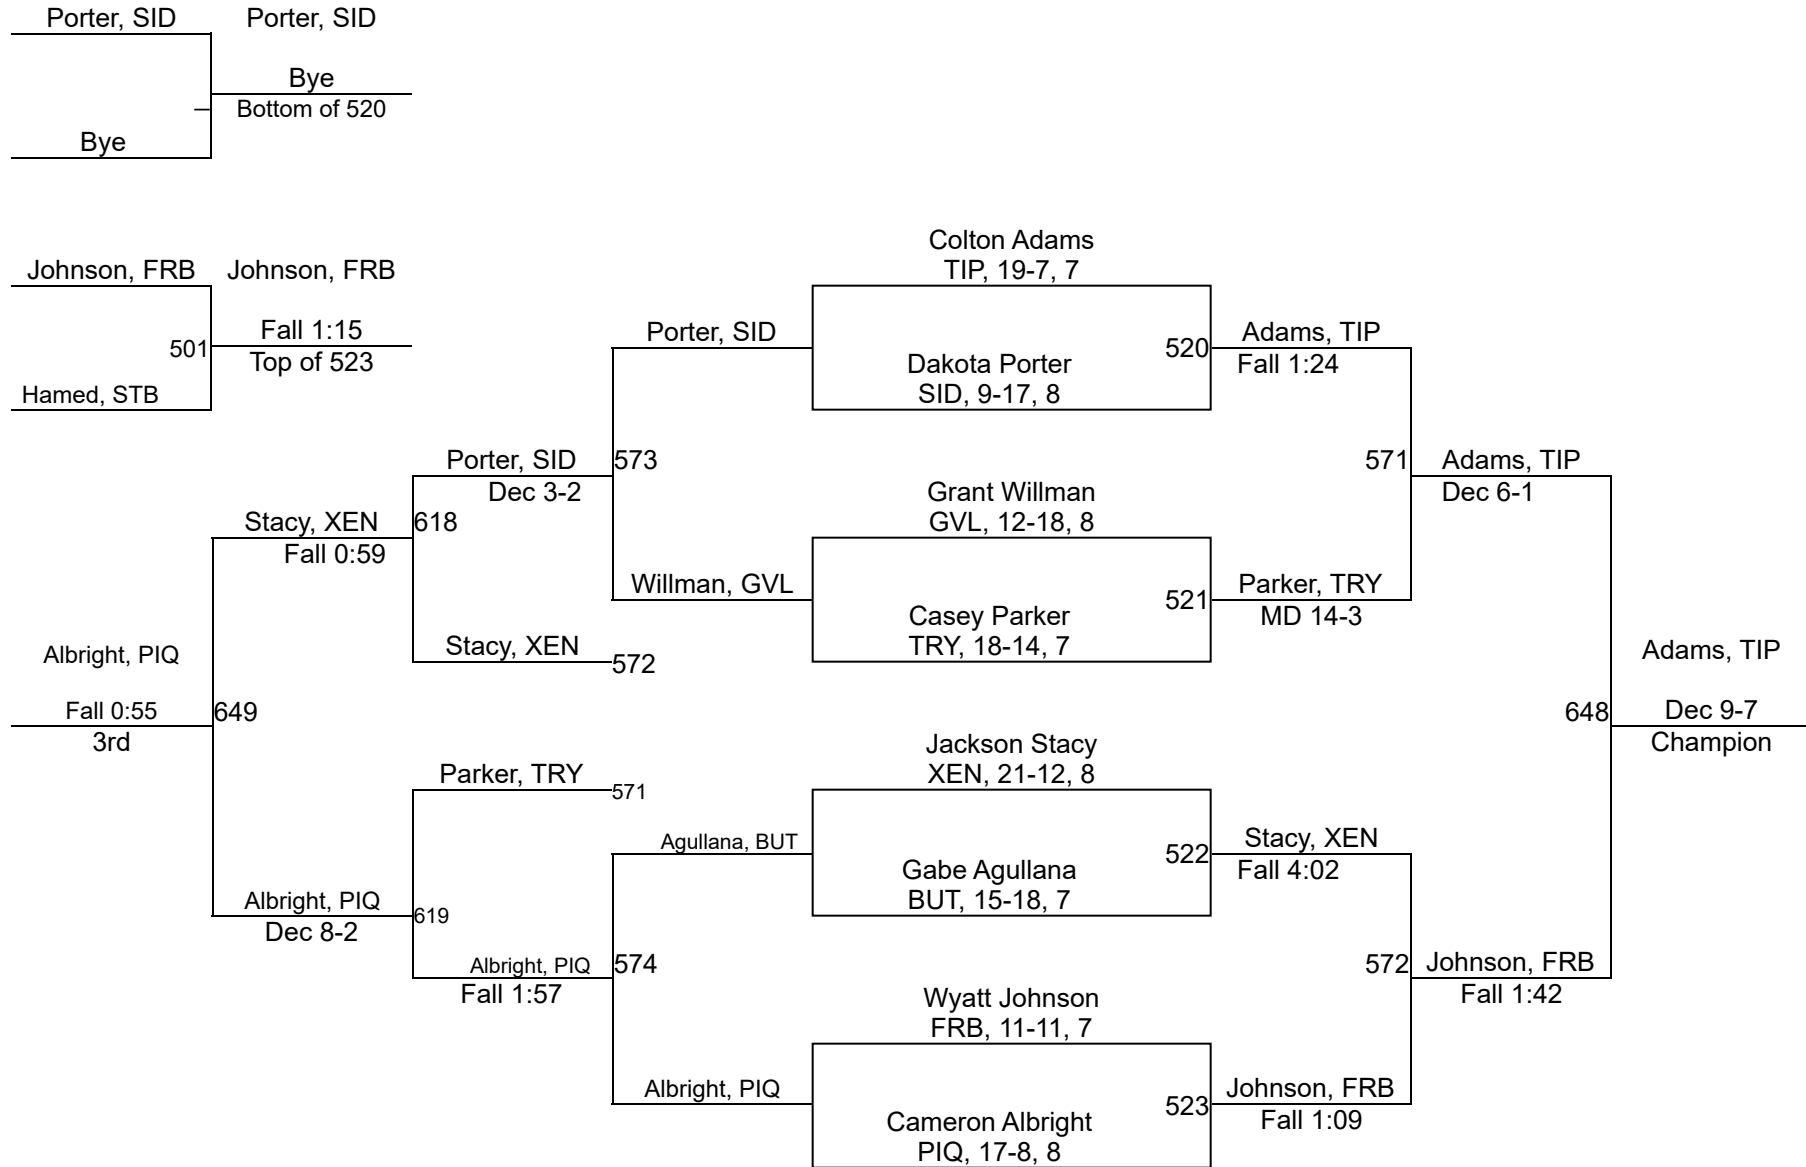 Porter, SID
Porter, SID
Bye
Bottom of 520
Bye
Johnson, FRB
Johnson, FRB
Fall 1:15
501
Top of 523
Hamed, STB
Colton Adams
TIP, 19-7, 7
Porter, SID
Dakota Porter
SID, 9-17, 8
520
Adams, TIP
Fall 1:24
Porter, SID
573
Dec 3-2
571
Adams, TIP
Dec 6-1
Grant Willman
GVL, 12-18, 8
Stacy, XEN
618
Fall 0:59
Willman, GVL
Casey Parker
TRY, 18-14, 7
521
Parker, TRY
MD 14-3
Stacy, XEN
572
Albright, PIQ
Fall 0:55
649
3rd
Adams, TIP
648
Dec 9-7
Champion
Jackson Stacy
XEN, 21-12, 8
Parker, TRY
571
Agullana, BUT
Gabe Agullana
BUT, 15-18, 7
522
Stacy, XEN
Fall 4:02
Albright, PIQ
619
Dec 8-2
Albright, PIQ
574
Fall 1:57
572
Johnson, FRB
Fall 1:42
Wyatt Johnson
FRB, 11-11, 7
Albright, PIQ
Cameron Albright
PIQ, 17-8, 8
523
Johnson, FRB
Fall 1:09